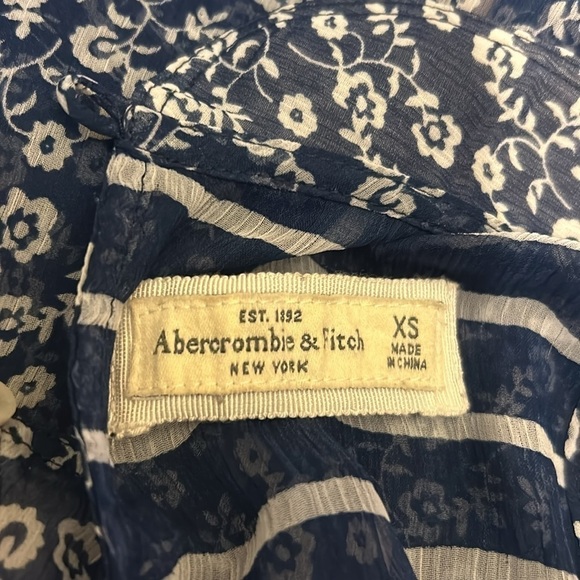 EST. 1892
Abercrombie & Fitch
NEW YORK
XS
MADE
IN CHINA